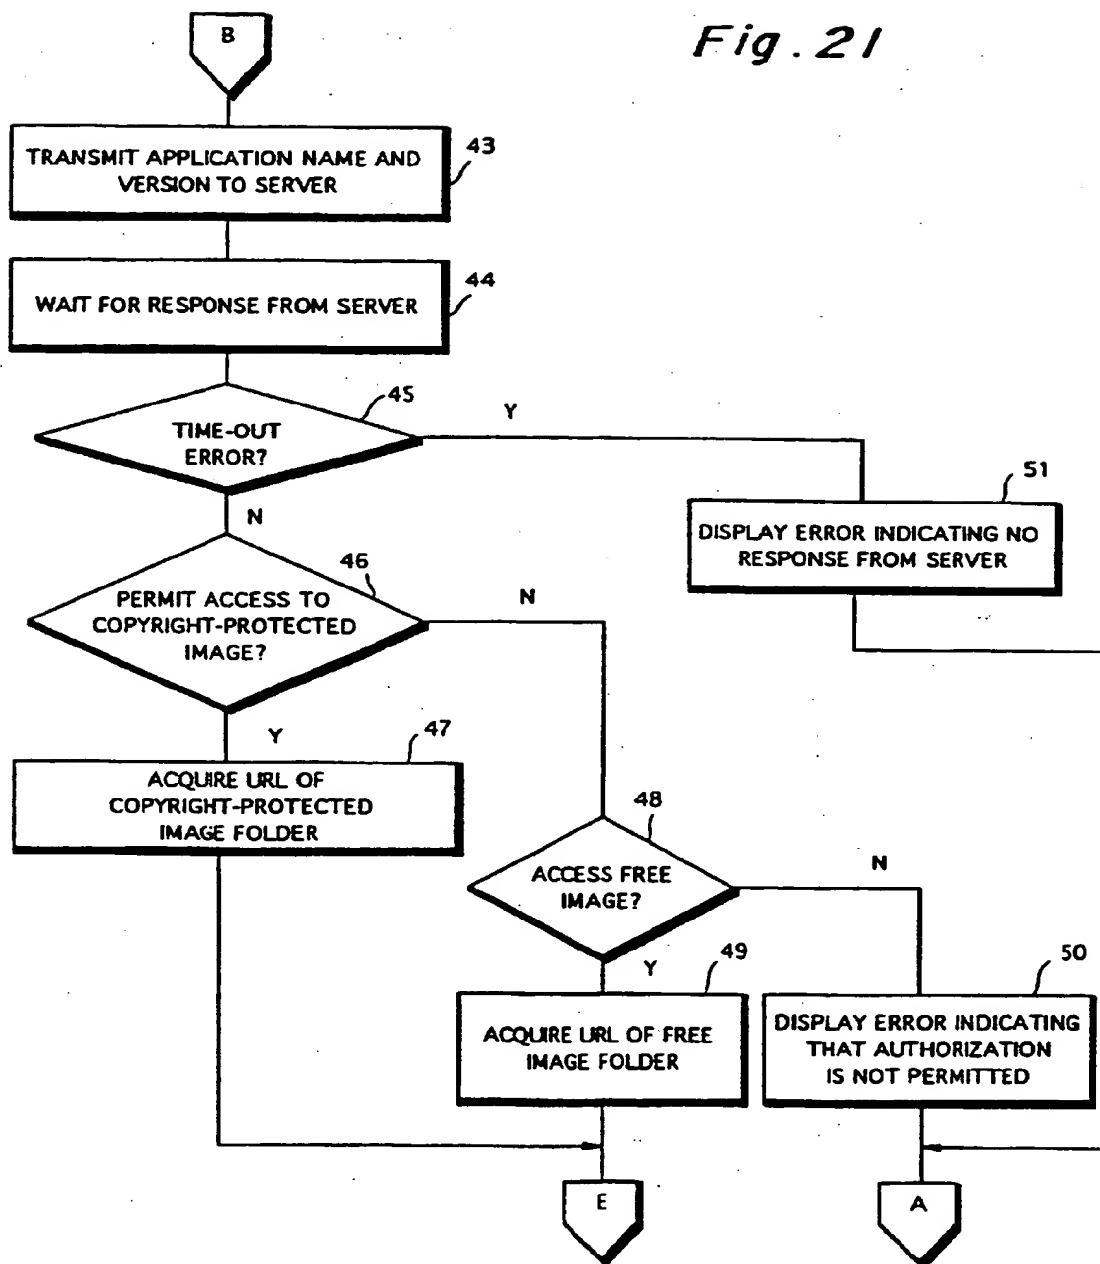 Fig. 21
B
43
TRANSMIT APPLICATION NAME AND
VERSION TO SERVER
44
WAIT FOR RESPONSE FROM SERVER
45
TIME-OUT
ERROR?
Y
N
51
DISPLAY ERROR INDICATING NO
RESPONSE FROM SERVER
46
PERMIT ACCESS TO
COPYRIGHT-PROTECTED
IMAGE?
N
Y
47
ACQUIRE URL OF
COPYRIGHT-PROTECTED
IMAGE FOLDER
48
ACCESS FREE
IMAGE?
N
Y
49
ACQUIRE URL OF FREE
IMAGE FOLDER
50
DISPLAY ERROR INDICATING
THAT AUTHORIZATION
IS NOT PERMITTED
E
A